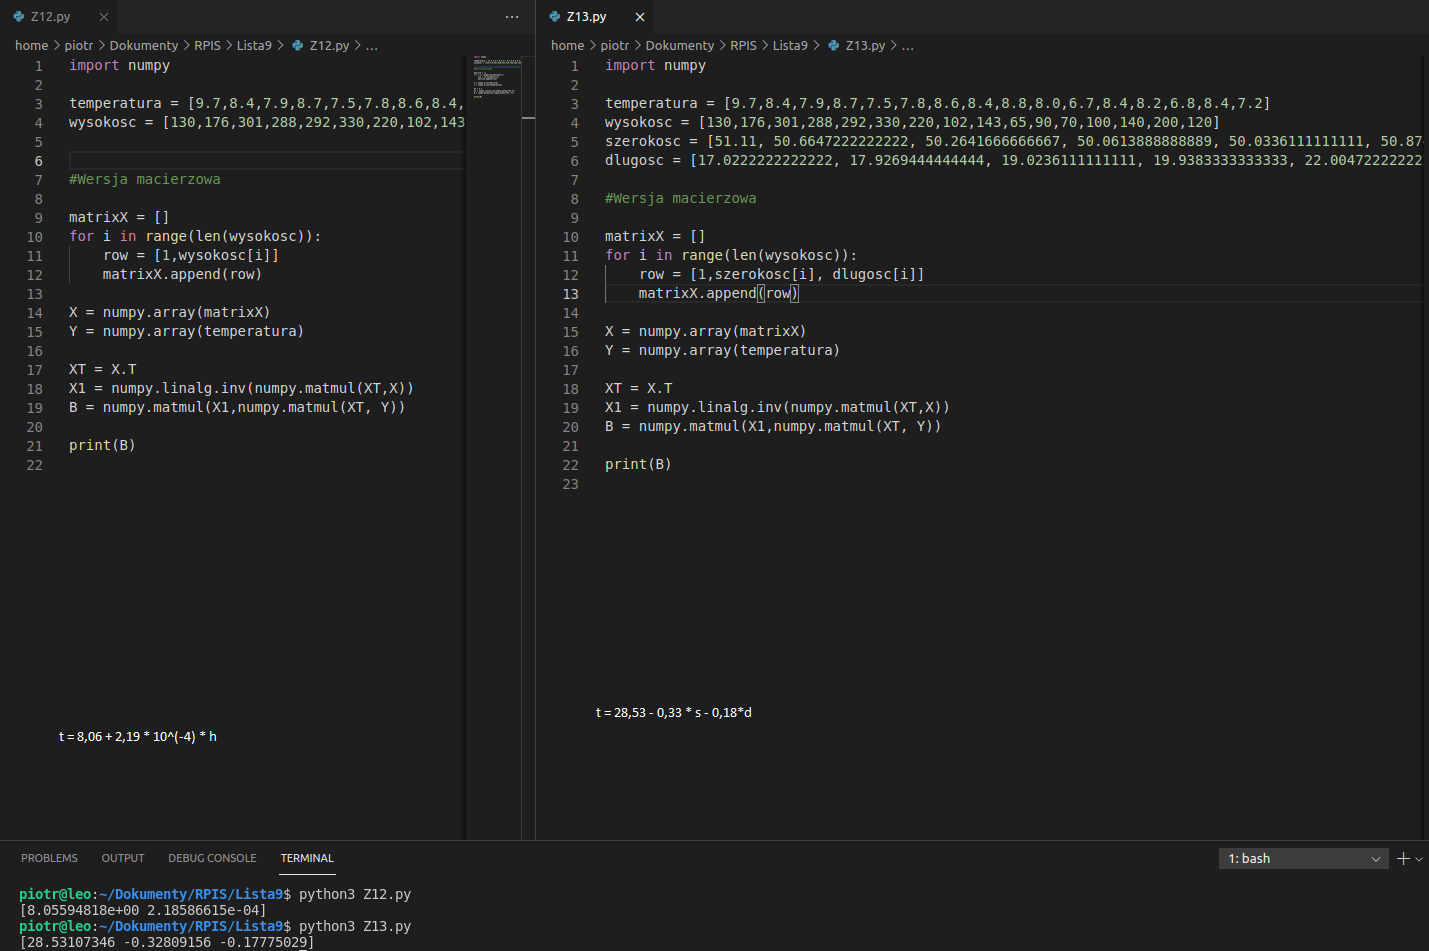 Z12.py
home > piotr > Dokumenty > RPIS > Lista9 > Z12.py > ...
1 import numpy
2
3 temperatura = [9.7,8.4,7.9,8.7,7.5,7.8,8.6,8.4,
4 wysokosc = [130,176,301,288,292,330,220,102,143
5
6
7 #Wersja macierzowa
8
9 matrixX = []
10 for i in range(len(wysokosc)):
11 row = [1,wysokosc[i]]
12 matrixX.append(row)
13
14 X = numpy.array(matrixX)
15 Y = numpy.array(temperatura)
16
17 XT = X.T
18 X1 = numpy.linalg.inv(numpy.matmul(XT,X))
19 B = numpy.matmul(X1,numpy.matmul(XT, Y))
20
21 print(B)
22
t = 8,06 + 2,19 * 10^(-4) * h
Z13.py
home > piotr > Dokumenty > RPIS > Lista9 > Z13.py > ...
1 import numpy
2
3 temperatura = [9.7,8.4,7.9,8.7,7.5,7.8,8.6,8.4,8.8,8.0,6.7,8.4,8.2,6.8,8.4,7.2]
4 wysokosc = [130,176,301,288,292,330,220,102,143,65,90,70,100,140,200,120]
5 szerokosc = [51.11, 50.6647222222222, 50.2641666666667, 50.0613888888889, 50.0336111111111, 50.87
6 dlugosc = [17.0222222222222, 17.9269444444444, 19.0236111111111, 19.9383333333333, 22.00472222222
7
8 #Wersja macierzowa
9
10 matrixX = []
11 for i in range(len(wysokosc)):
12 row = [1,szerokosc[i], dlugosc[i]]
13 matrixX.append(row)
14
15 X = numpy.array(matrixX)
16 Y = numpy.array(temperatura)
17
18 XT = X.T
19 X1 = numpy.linalg.inv(numpy.matmul(XT,X))
20 B = numpy.matmul(X1,numpy.matmul(XT, Y))
21
22 print(B)
23
t = 28,53 - 0,33 * s - 0,18*d
PROBLEMS OUTPUT DEBUG CONSOLE TERMINAL
1: bash
piotr@leo:~/Dokumenty/RPIS/Lista9$ python3 Z12.py
[8.05594818e+00 2.18586615e-04]
piotr@leo:~/Dokumenty/RPIS/Lista9$ python3 Z13.py
[28.53107346 -0.32809156 -0.17775029]